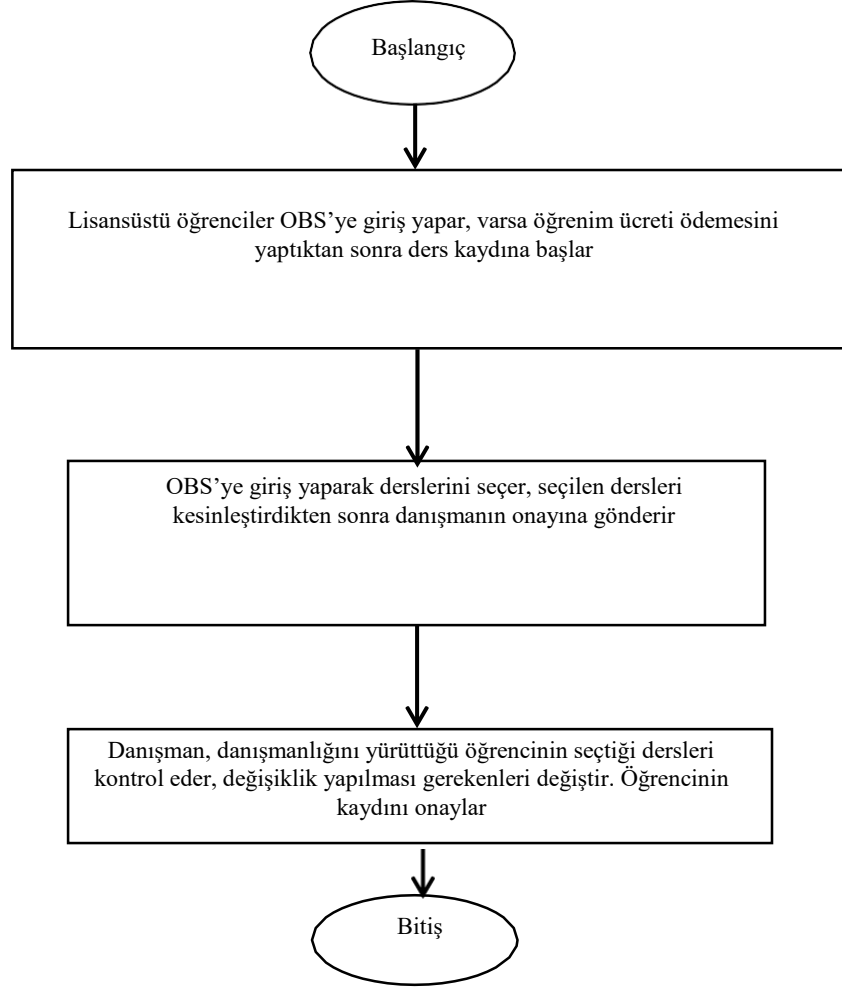 Başlangıç
Lisansüstü öğrenciler OBS’ye giriş yapar, varsa öğrenim ücreti ödemesini
yaptıktan sonra ders kaydına başlar
OBS’ye giriş yaparak derslerini seçer, seçilen dersleri
kesinleştirdikten sonra danışmanın onayına gönderir
Danışman, danışmanlığını yürüttüğü öğrencinin seçtiği dersleri
kontrol eder, değişiklik yapılması gerekenleri değiştir. Öğrencinin
kaydını onaylar
Bitiş